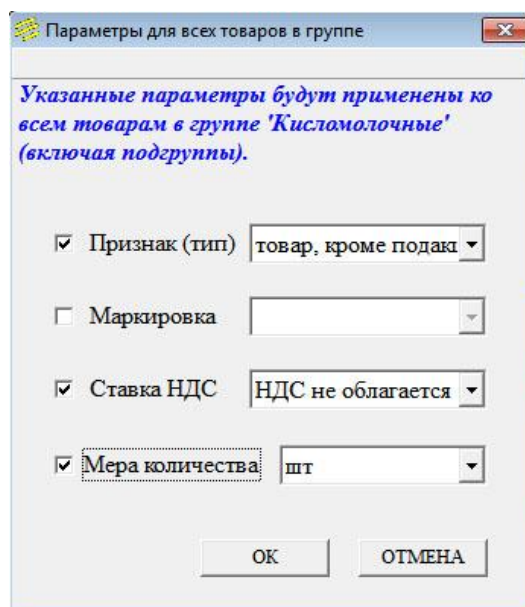 Параметры для всех товаров в группе
Указанные параметры будут применены ко
всем товарам в группе 'Кисломолочные'
(включая подгруппы).
Признак (тип) товар, кроме подакц
Маркировка
Ставка НДС НДС не облагается
Мера количества шт
ОК ОТМЕНА